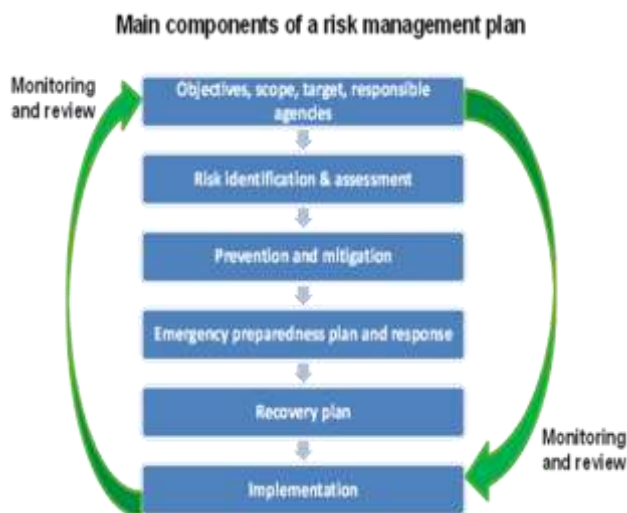 Main components of a risk management plan
Monitoring
and review
Objectives, scope, target, responsible
agencies
Risk identification & assessment
Prevention and mitigation
Emergency preparedness plan and response
Recovery plan
Monitoring
and review
Implementation